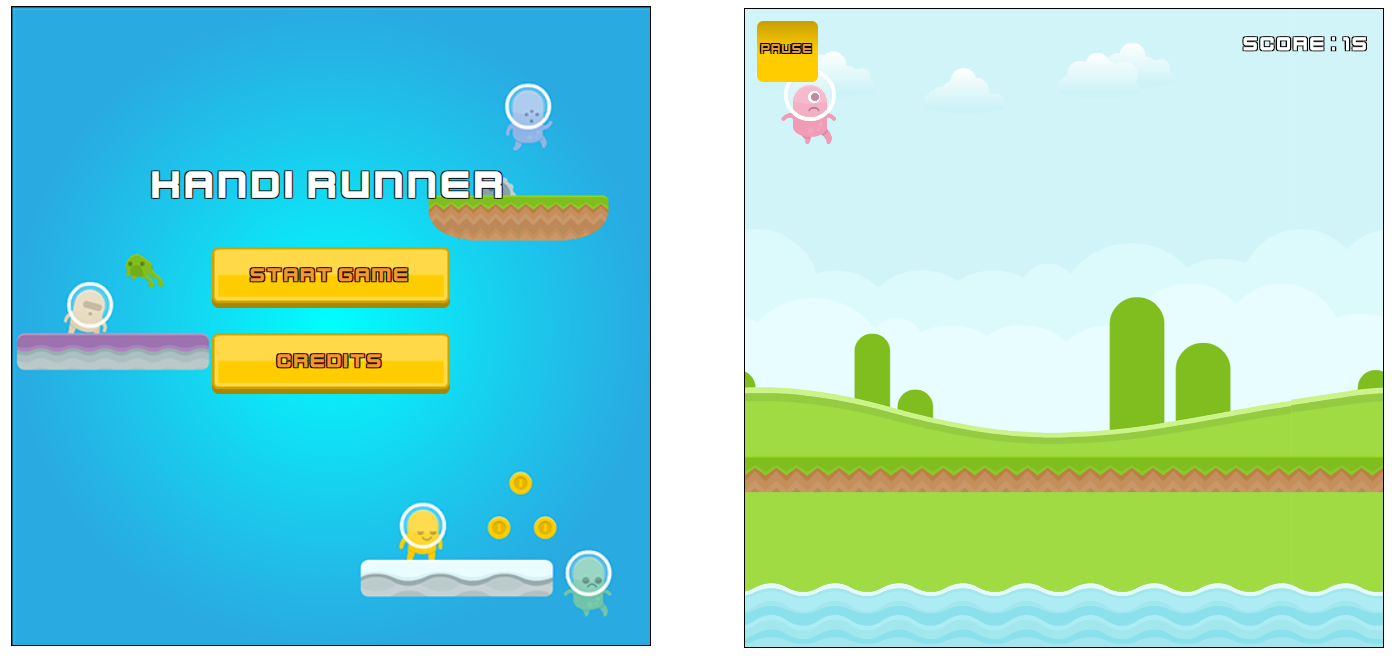 HANDI RUNNER
START GAME
CREDITS
PAUSE
SCORE : 15